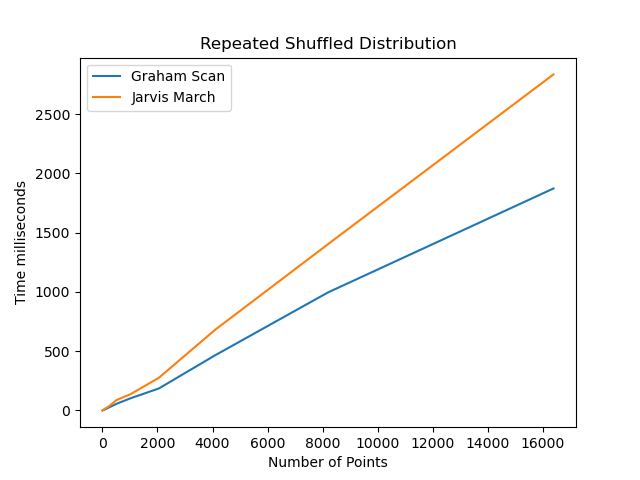 Repeated Shuffled Distribution
Graham Scan
Jarvis March
Time milliseconds
2500
2000
1500
1000
500
0
0 2000 4000 6000 8000 10000 12000 14000 16000
Number of Points